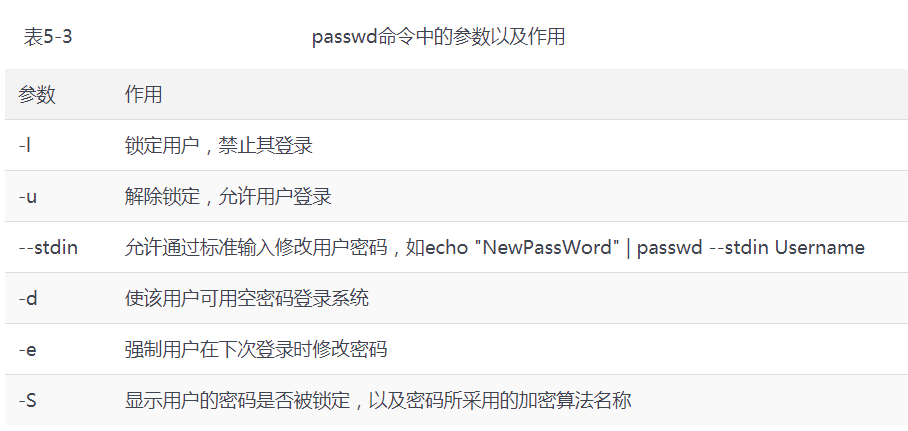 表5-3 passwd命令中的参数以及作用
参数 作用
-l 锁定用户，禁止其登录
-u 解除锁定，允许用户登录
--stdin 允许通过标准输入修改用户密码，如echo "NewPassWord" | passwd --stdin Username
-d 使该用户可用空密码登录系统
-e 强制用户在下次登录时修改密码
-S 显示用户的密码是否被锁定，以及密码所采用的加密算法名称